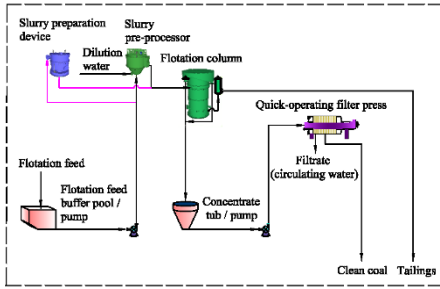 Slurry preparation
device
Slurry
pre-processor
Dilution
water
Flotation column
Quick-operating filter press
Flotation feed
Flotation feed
buffer pool /
pump
Concentrate
tub / pump
Filtrate
(circulating water)
Clean coal
Tailings